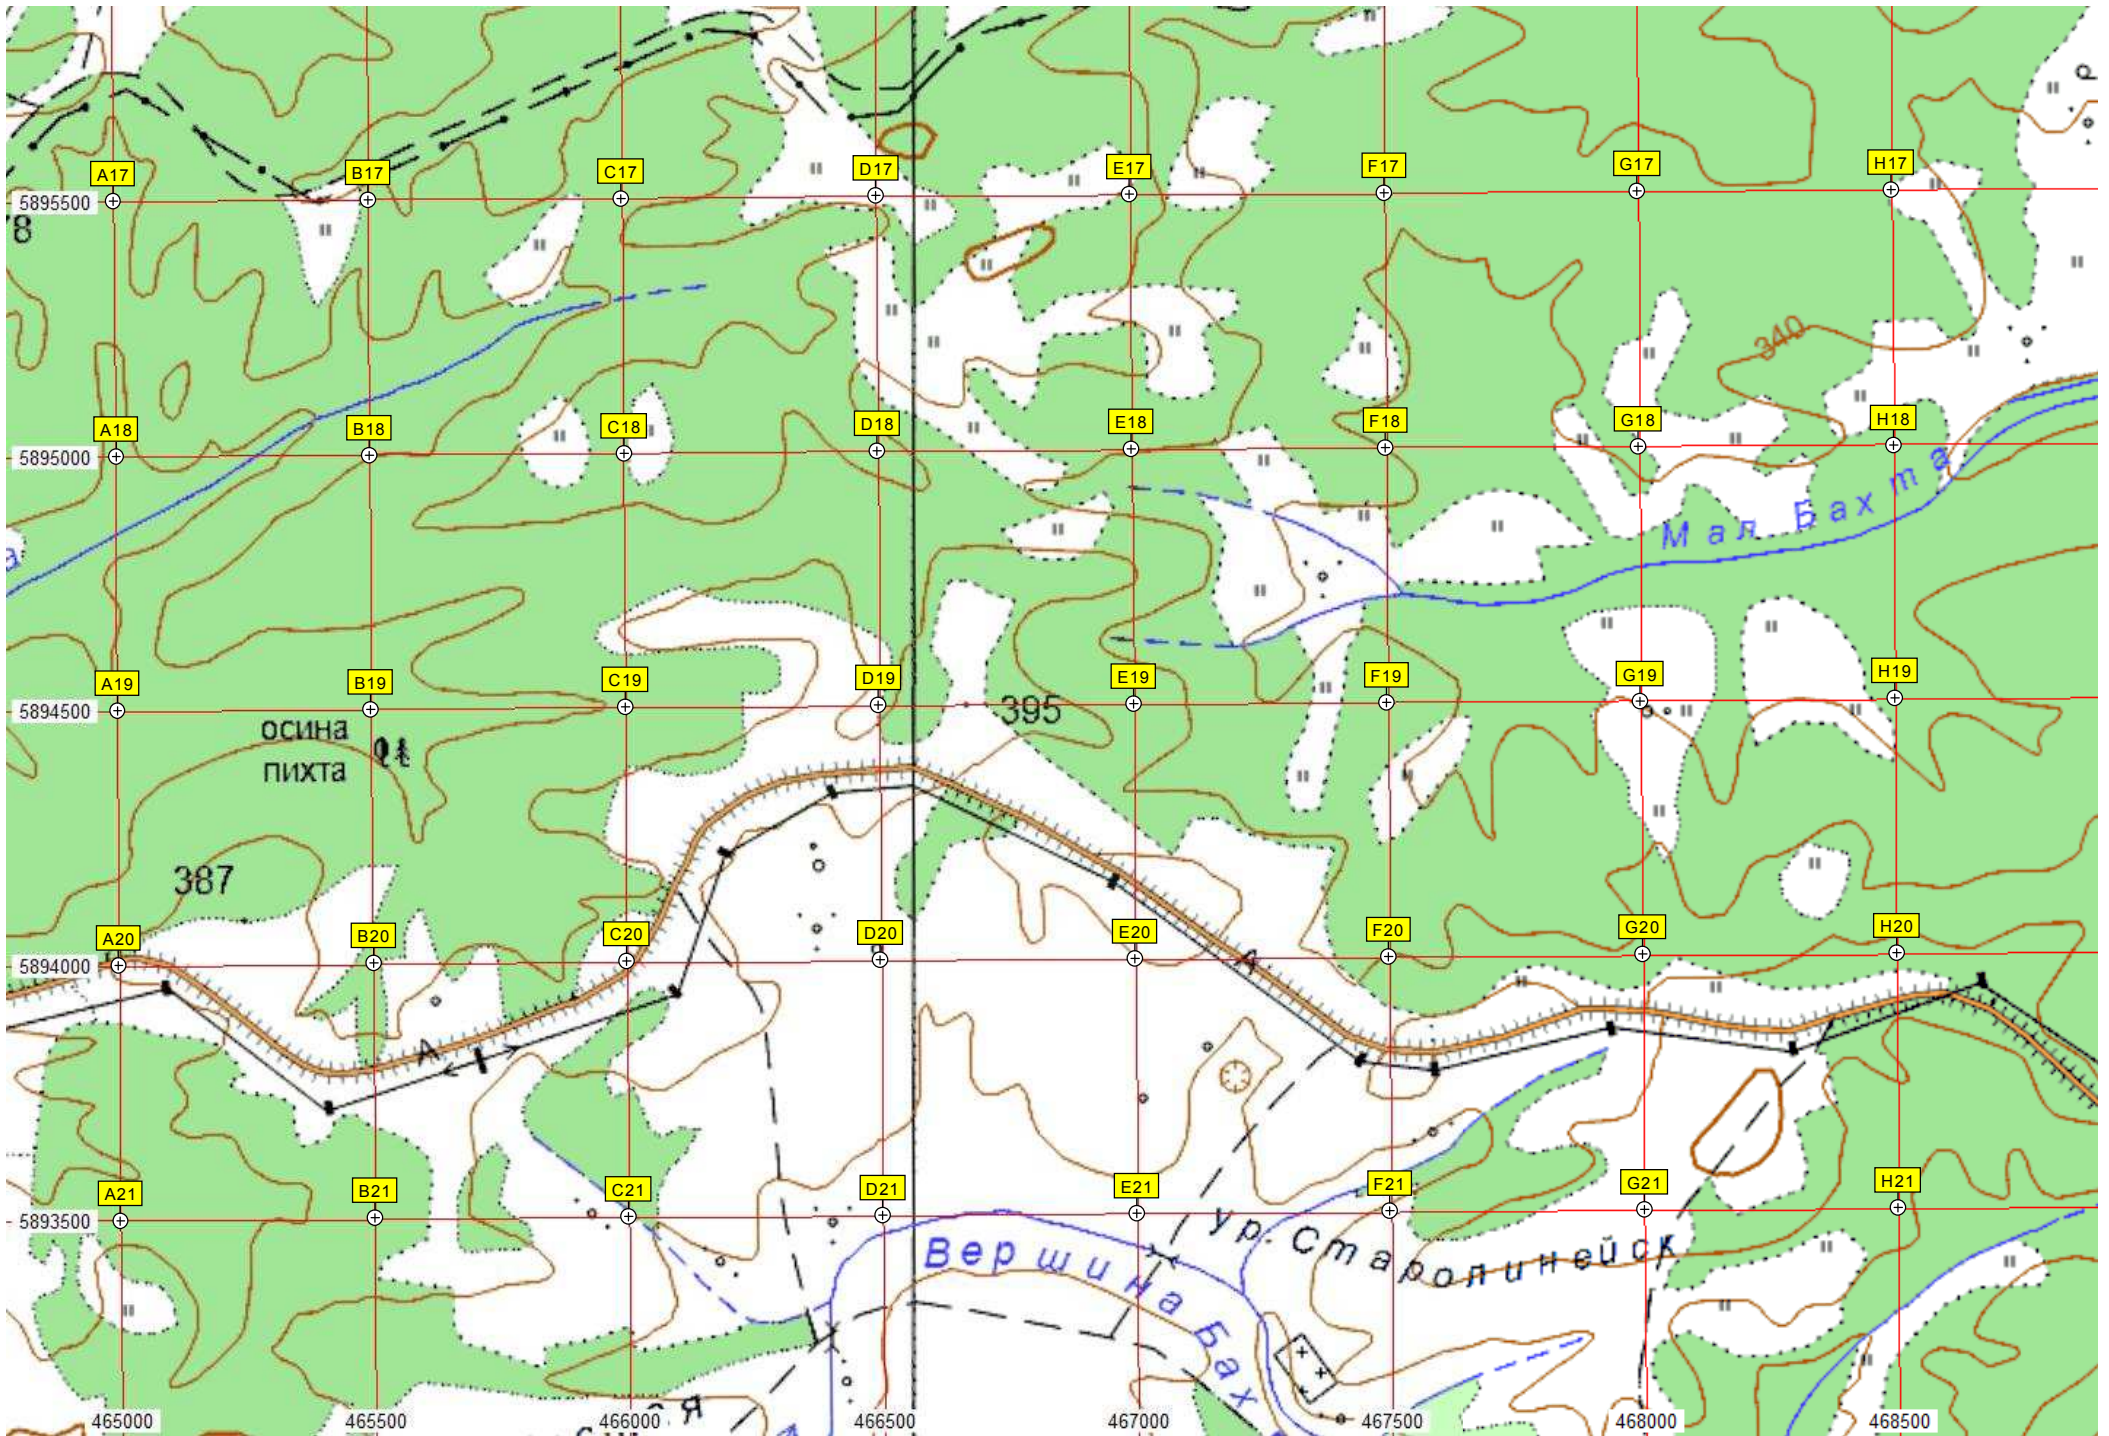 A17 B17 C17 D17 E17 F17 G17 H17
5895500
8
340
A18 B18 C18 D18 E18 F18 G18 H18
5895000
Мал Бахта
A19 B19 C19 D19 E19 F19 G19 H19
5894500
395
осина
пихта
387
A20 B20 C20 D20 E20 F20 G20 H20
5894000
А
А
A21 B21 C21 D21 E21 F21 G21 H21
5893500
ур. Старолинейск
Вершина Бах
я
465000 465500 466000 466500 467000 467500 468000 468500